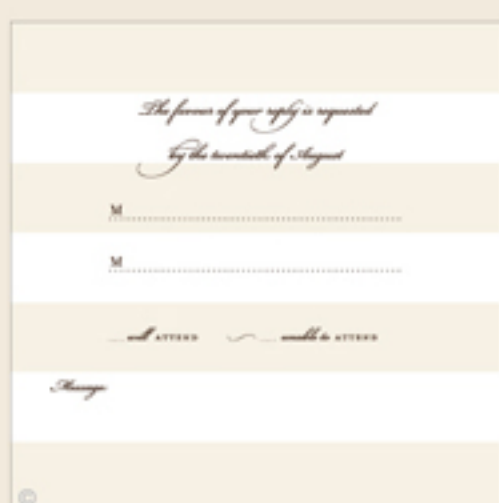 The favour of your reply is requested
by the twentieth of August
M
M
will ATTEND unable to ATTEND
Message
©